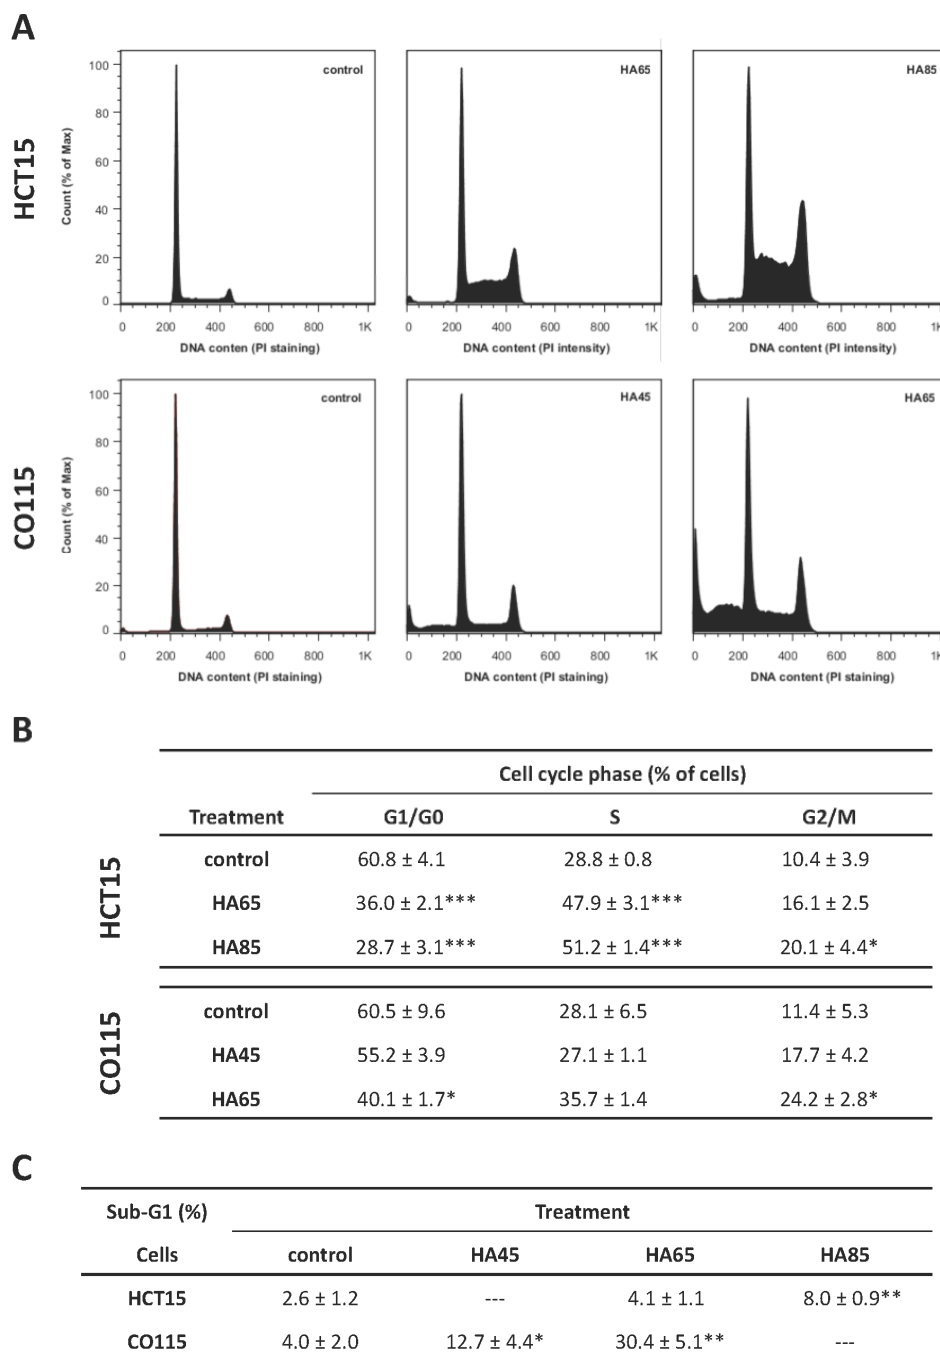 A
HCT15
control
HA65
HA85
Count (% of Max)
100
80
60
40
20
0
0 200 400 600 800 1K
0 200 400 600 800 1K
0 200 400 600 800 1K
DNA conten (PI staining)
DNA content (PI intensity)
DNA content (PI intensity)
CO115
control
HA45
HA65
Count (% of Max)
100
80
60
40
20
0
0 200 400 600 800 1K
0 200 400 600 800 1K
0 200 400 600 800 1K
DNA content (PI staining)
DNA content (PI staining)
DNA content (PI staining)
B
Cell cycle phase (% of cells)
Treatment G1/G0 S G2/M
HCT15
control 60.8 ± 4.1 28.8 ± 0.8 10.4 ± 3.9
HA65 36.0 ± 2.1*** 47.9 ± 3.1*** 16.1 ± 2.5
HA85 28.7 ± 3.1*** 51.2 ± 1.4*** 20.1 ± 4.4*
CO115
control 60.5 ± 9.6 28.1 ± 6.5 11.4 ± 5.3
HA45 55.2 ± 3.9 27.1 ± 1.1 17.7 ± 4.2
HA65 40.1 ± 1.7* 35.7 ± 1.4 24.2 ± 2.8*
C
Sub-G1 (%) Treatment
Cells control HA45 HA65 HA85
HCT15 2.6 ± 1.2 --- 4.1 ± 1.1 8.0 ± 0.9**
CO115 4.0 ± 2.0 12.7 ± 4.4* 30.4 ± 5.1** ---